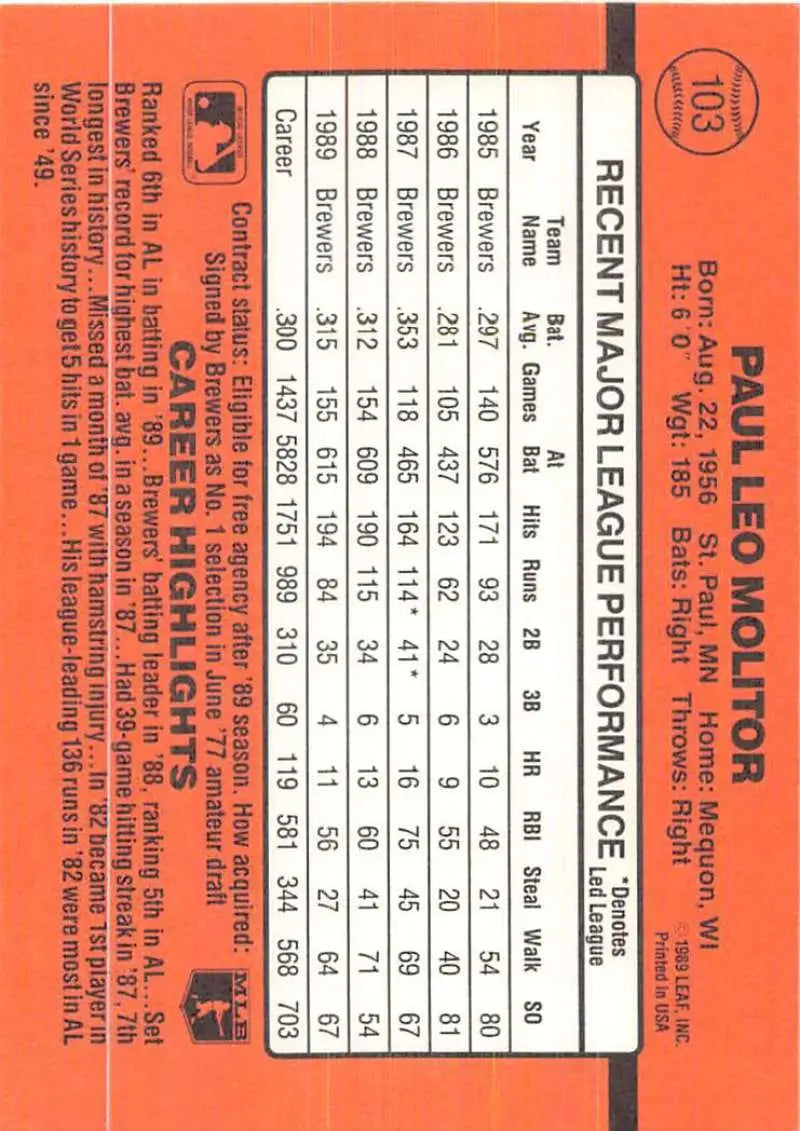 103
PAUL LEO MOLITOR
Born: Aug. 22, 1956 St. Paul, MN Home: Mequon, WI
Ht: 6'0" Wgt: 185 Bats: Right Throws: Right
© 1989 LEAF, INC.
Printed in USA
RECENT MAJOR LEAGUE PERFORMANCE *Denotes Led League
Year Team Name Bat. Avg. Games At Bat Hits Runs 2B 3B HR RBI Steal Walk SO
1985 Brewers .297 140 576 171 93 28 3 10 48 21 54 80
1986 Brewers .281 105 437 123 62 24 6 9 55 20 40 81
1987 Brewers .353 118 465 164 114* 41* 5 16 75 45 69 67
1988 Brewers .312 154 609 190 115 34 6 13 60 41 71 54
1989 Brewers .315 155 615 194 84 35 4 11 56 27 64 67
Career .300 1437 5828 1751 989 310 60 119 581 344 568 703
Contract status: Eligible for free agency after '89 season. How acquired:
Signed by Brewers as No. 1 selection in June '77 amateur draft
MLB
CAREER HIGHLIGHTS
Ranked 6th in AL in batting in '89...Brewers' batting leader in '88, ranking 5th in AL...Set
Brewers' record for highest bat. avg. in a season in '87...Had 39-game hitting streak in '87, 7th
longest in history...Missed a month of '87 with hamstring injury...In '82 became 1st player in
World Series history to get 5 hits in 1 game...His league-leading 136 runs in '82 were most in AL
since '49.